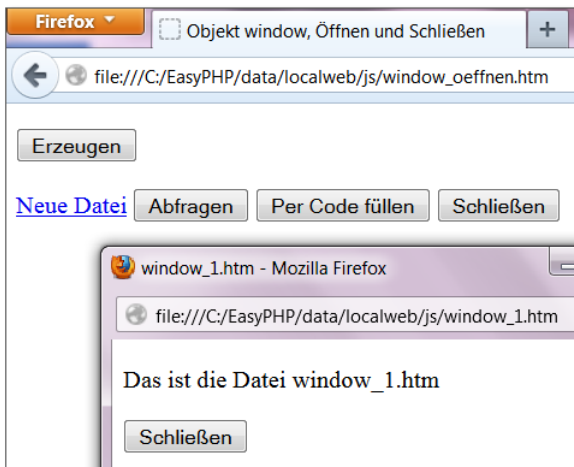 Firefox
Objekt window, Öffnen und Schließen
file:///C:/EasyPHP/data/localweb/js/window_oeffnen.htm
Erzeugen
Neue Datei Abfragen Per Code füllen Schließen
window_1.htm - Mozilla Firefox
file:///C:/EasyPHP/data/localweb/js/window_1.htm
Das ist die Datei window_1.htm
Schließen